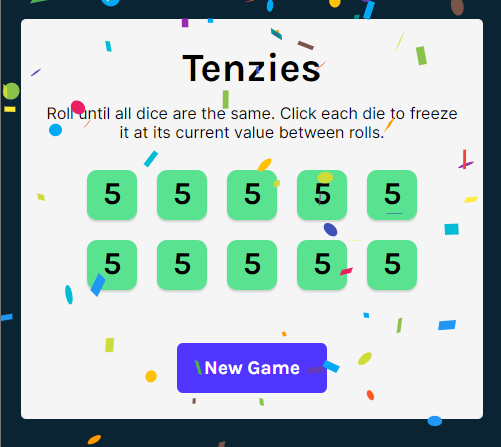 Tenzies
Roll until all dice are the same. Click each die to freeze
it at its current value between rolls.
5 5 5 5 5
5 5 5 5 5
New Game